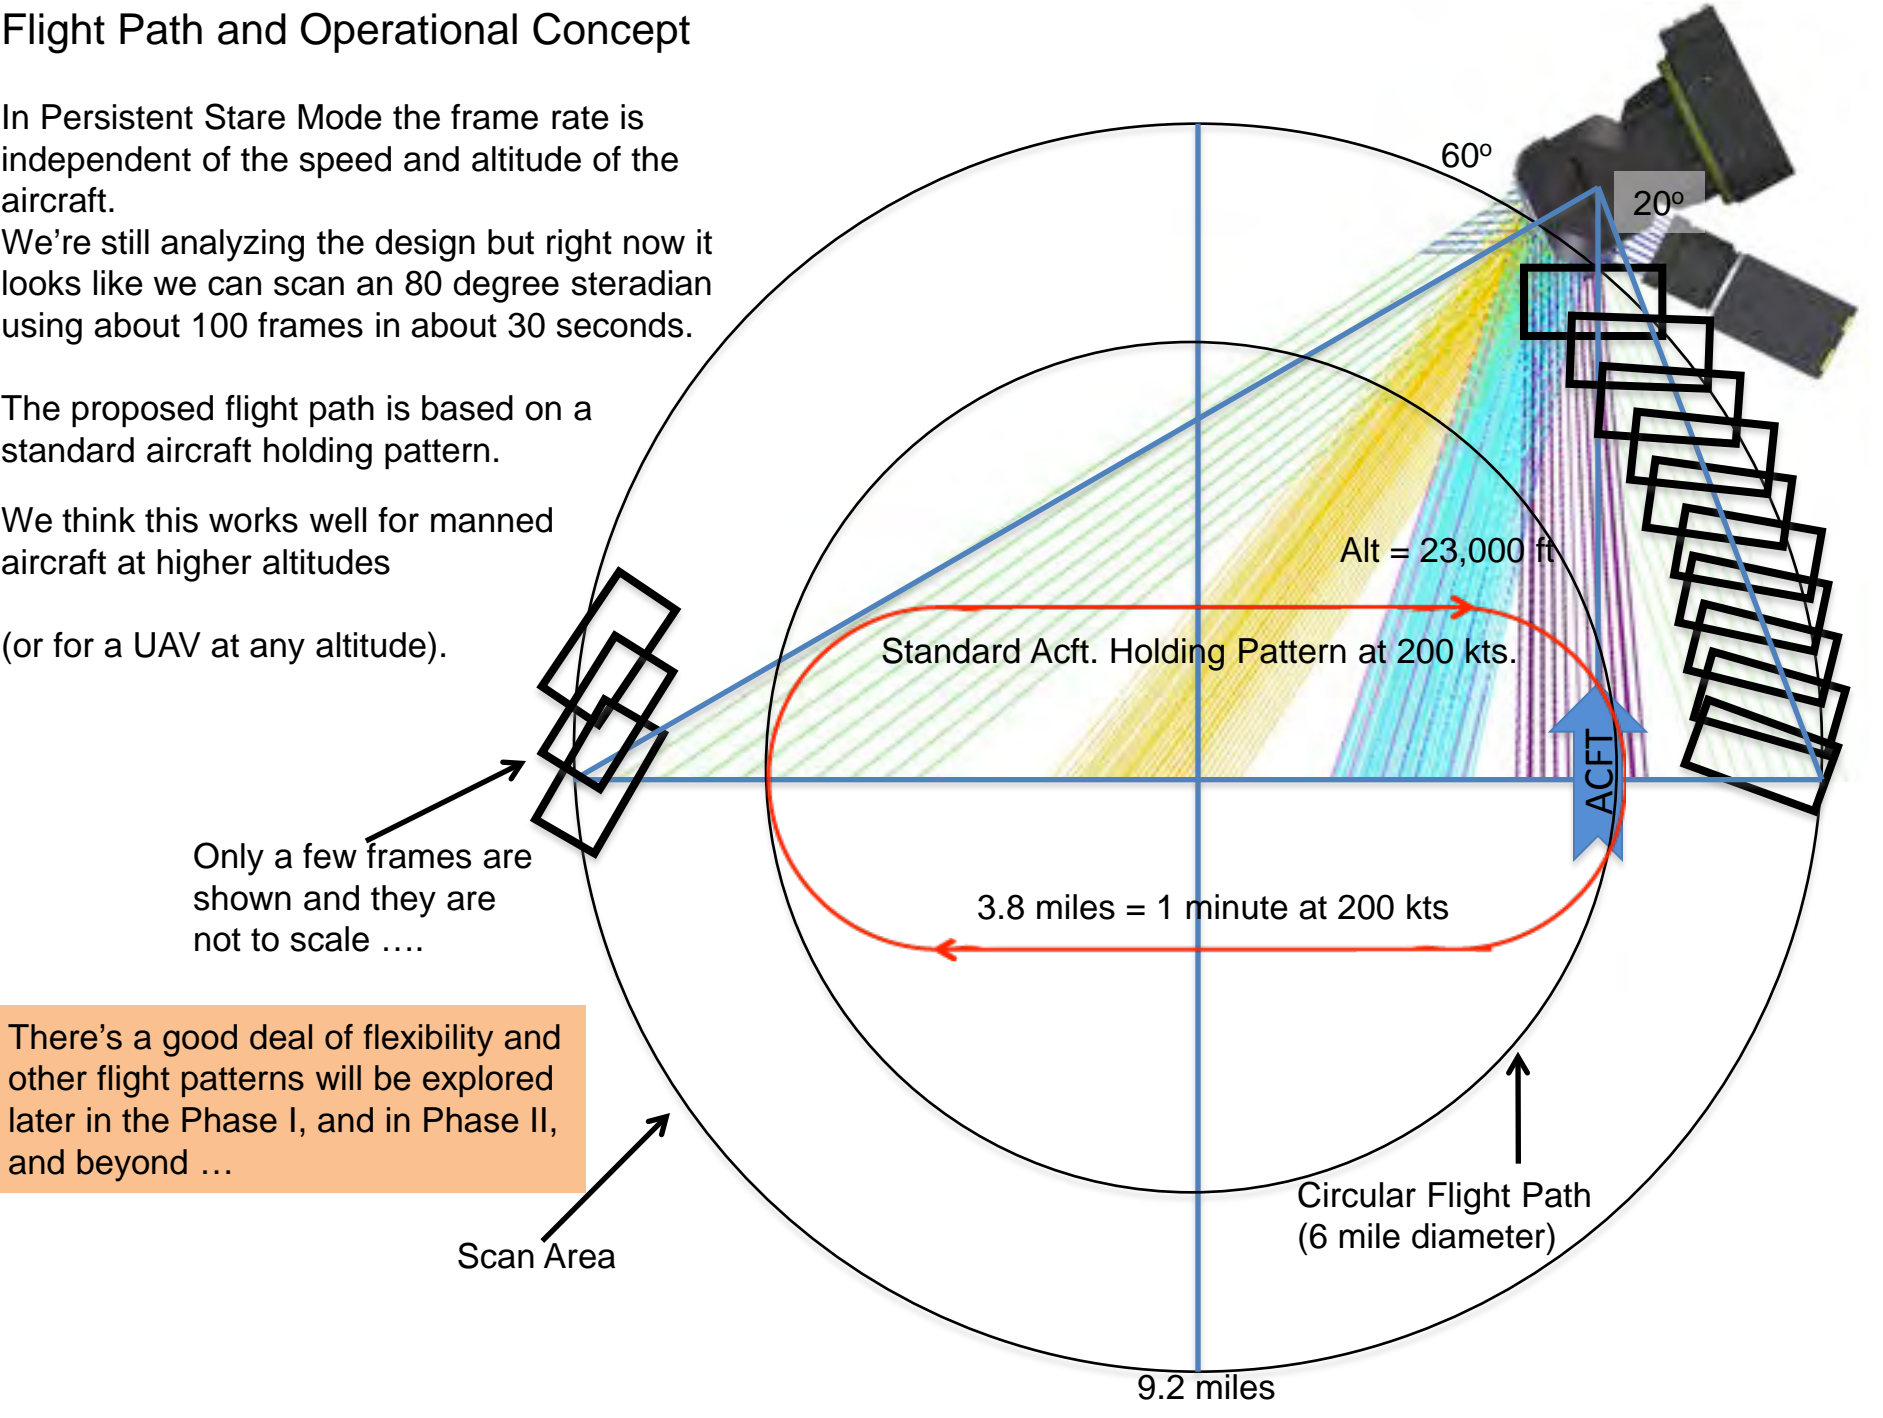 Flight Path and Operational Concept
In Persistent Stare Mode the frame rate is
independent of the speed and altitude of the
aircraft.
We’re still analyzing the design but right now it
looks like we can scan an 80 degree steradian
using about 100 frames in about 30 seconds.
The proposed flight path is based on a
standard aircraft holding pattern.
We think this works well for manned
aircraft at higher altitudes
(or for a UAV at any altitude).
60º
20º
Alt = 23,000 ft
Standard Acft. Holding Pattern at 200 kts.
ACFT
3.8 miles = 1 minute at 200 kts
Only a few frames are
shown and they are
not to scale ….
There’s a good deal of flexibility and
other flight patterns will be explored
later in the Phase I, and in Phase II,
and beyond …
Scan Area
Circular Flight Path
(6 mile diameter)
9.2 miles